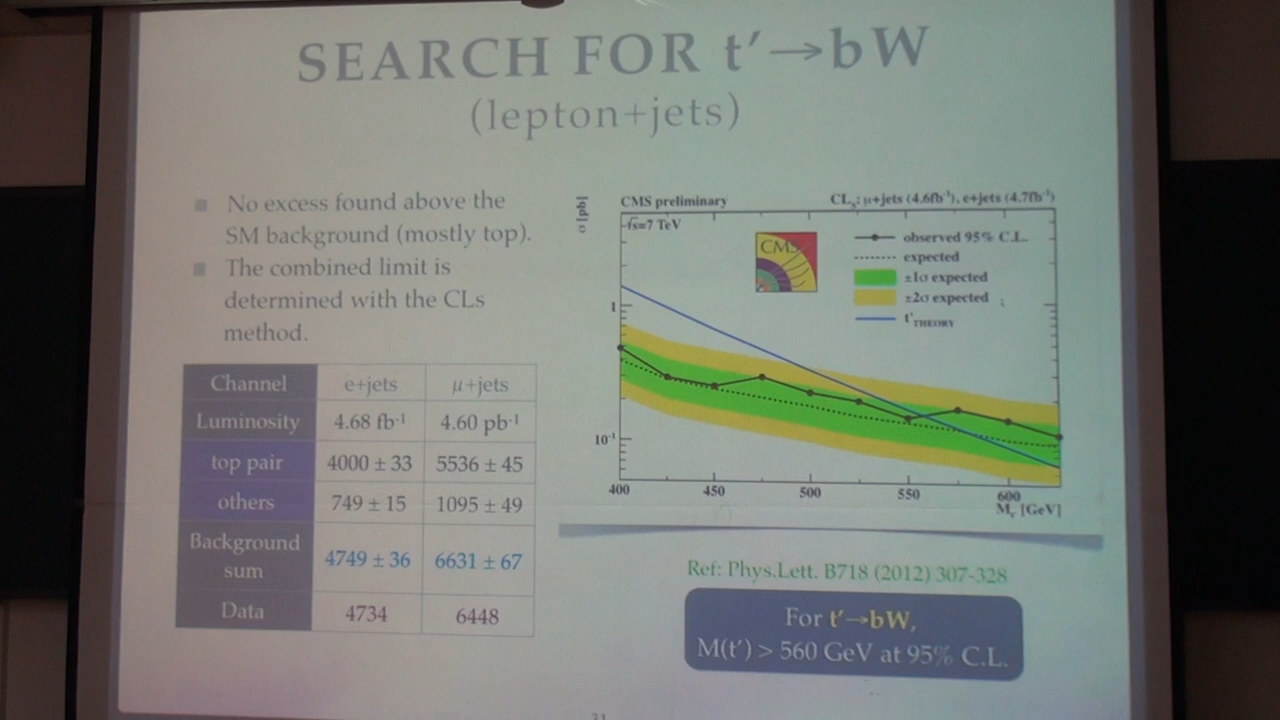 SEARCH FOR t′→bW
(lepton+jets)
■ No excess found above the
SM background (mostly top).
■ The combined limit is
determined with the CLs
method.
Channel e+jets μ+jets
Luminosity 4.68 fb⁻¹ 4.60 pb⁻¹
top pair 4000 ± 33 5536 ± 45
others 749 ± 15 1095 ± 49
Background
sum 4749 ± 36 6631 ± 67
Data 4734 6448
σ [pb]
CMS preliminary CLₛ: μ+jets (4.6fb⁻¹), e+jets (4.7fb⁻¹)
√s=7 TeV
CMS
observed 95% C.L.
expected
±1σ expected
±2σ expected
t'THEORY
1
10⁻¹
400 450 500 550 600
Mt' [GeV]
Ref: Phys.Lett. B718 (2012) 307-328
For t′→bW,
M(t′) > 560 GeV at 95% C.L.